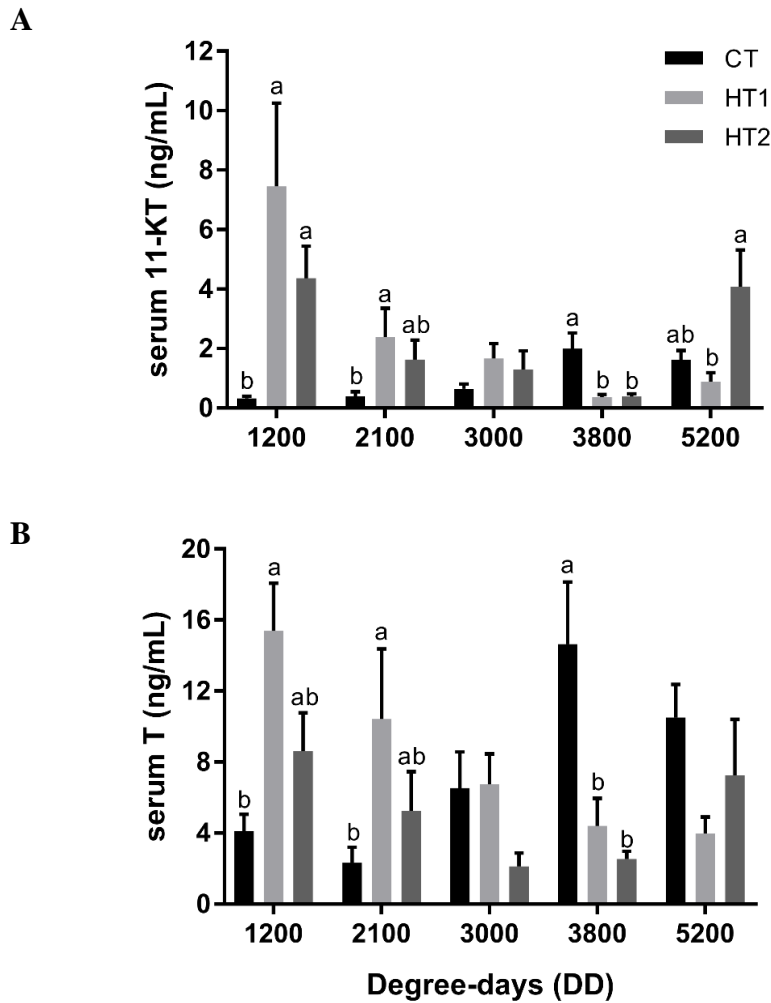 A
serum 11-KT (ng/mL)
12
10
8
6
4
2
0
CT
HT1
HT2
b a a
b a ab
a b b
ab b a
1200 2100 3000 3800 5200
B
serum T (ng/mL)
20
16
12
8
4
0
b a ab
b a ab
a b b
1200 2100 3000 3800 5200
Degree-days (DD)